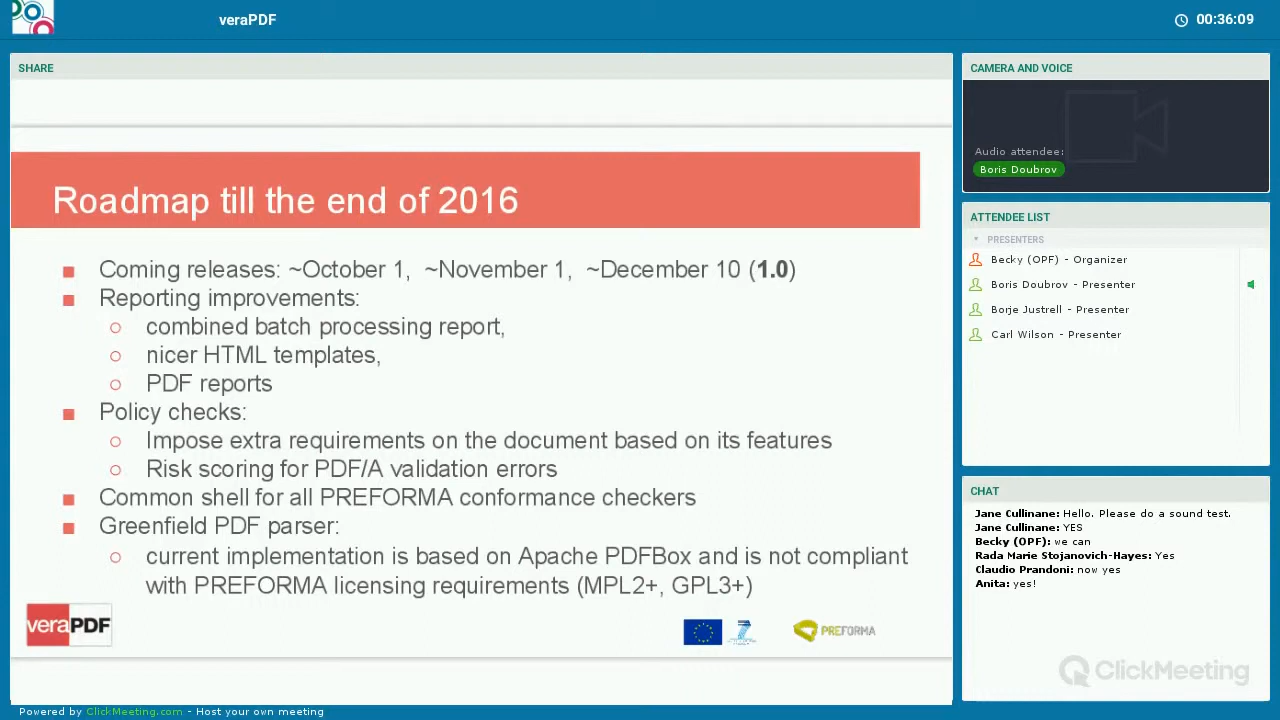 veraPDF
00:36:09
SHARE
Roadmap till the end of 2016
Coming releases: ~October 1, ~November 1, ~December 10 (1.0)
Reporting improvements:
combined batch processing report,
nicer HTML templates,
PDF reports
Policy checks:
Impose extra requirements on the document based on its features
Risk scoring for PDF/A validation errors
Common shell for all PREFORMA conformance checkers
Greenfield PDF parser:
current implementation is based on Apache PDFBox and is not compliant
with PREFORMA licensing requirements (MPL2+, GPL3+)
veraPDF
PREFORMA
CAMERA AND VOICE
Audio attendee:
Boris Doubrov
ATTENDEE LIST
PRESENTERS
Becky (OPF) - Organizer
Boris Doubrov - Presenter
Borje Justrell - Presenter
Carl Wilson - Presenter
CHAT
Jane Cullinane: Hello. Please do a sound test.
Jane Cullinane: YES
Becky (OPF): we can
Rada Marie Stojanovich-Hayes: Yes
Claudio Prandoni: now yes
Anita: yes!
ClickMeeting
Powered by ClickMeeting.com - Host your own meeting